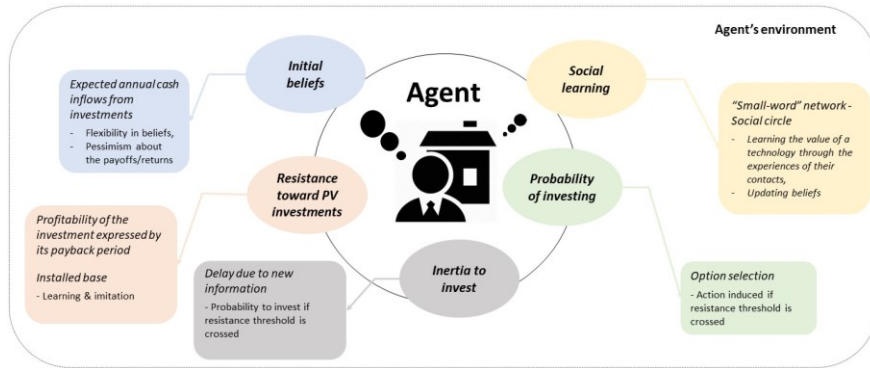 Agent's environment
Initial
beliefs
Social
learning
Agent
Expected annual cash
inflows from
investments
- Flexibility in beliefs,
- Pessimism about
the payoffs/returns
"Small-word" network -
Social circle
- Learning the value of a
technology through the
experiences of their
contacts,
- Updating beliefs
Resistance
toward PV
investments
Probability
of investing
Profitability of the
investment expressed by
its payback period
Installed base
- Learning & imitation
Delay due to new
information
- Probability to invest if
resistance threshold is
crossed
Inertia to
invest
Option selection
- Action induced if
resistance threshold is
crossed